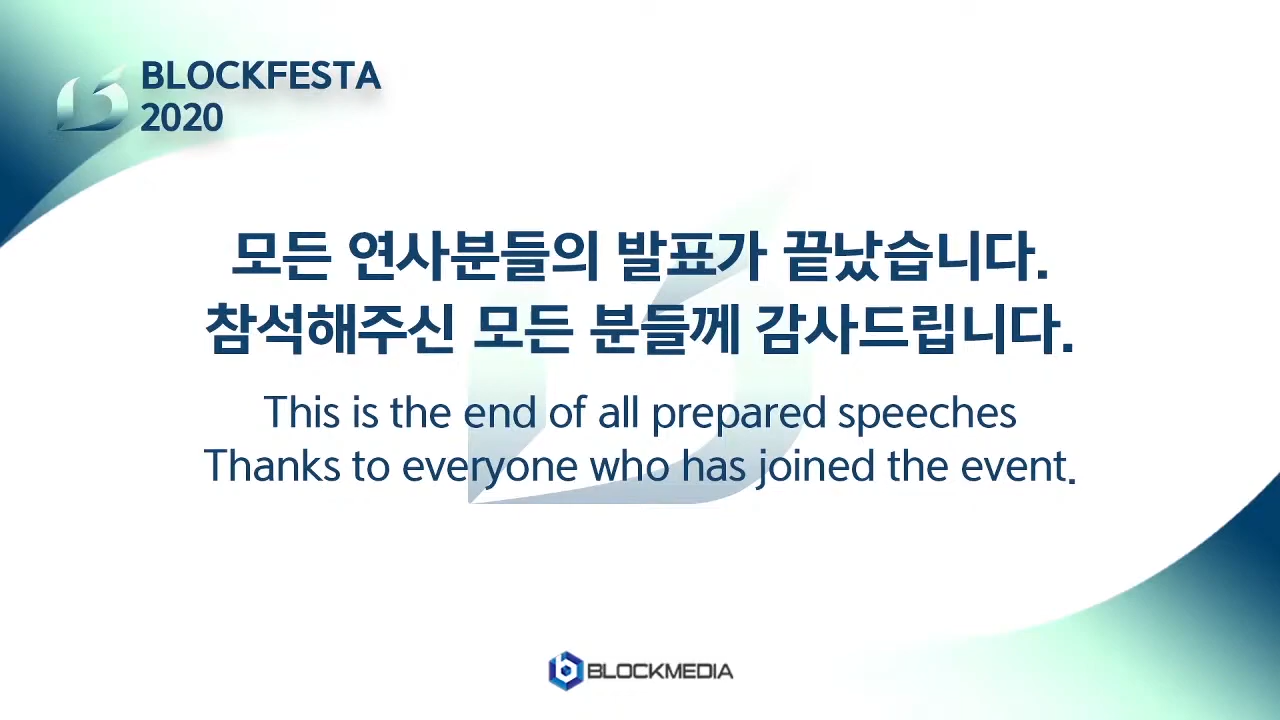 BLOCKFESTA
2020
모든 연사분들의 발표가 끝났습니다.
참석해주신 모든 분들께 감사드립니다.
This is the end of all prepared speeches
Thanks to everyone who has joined the event.
BLOCKMEDIA